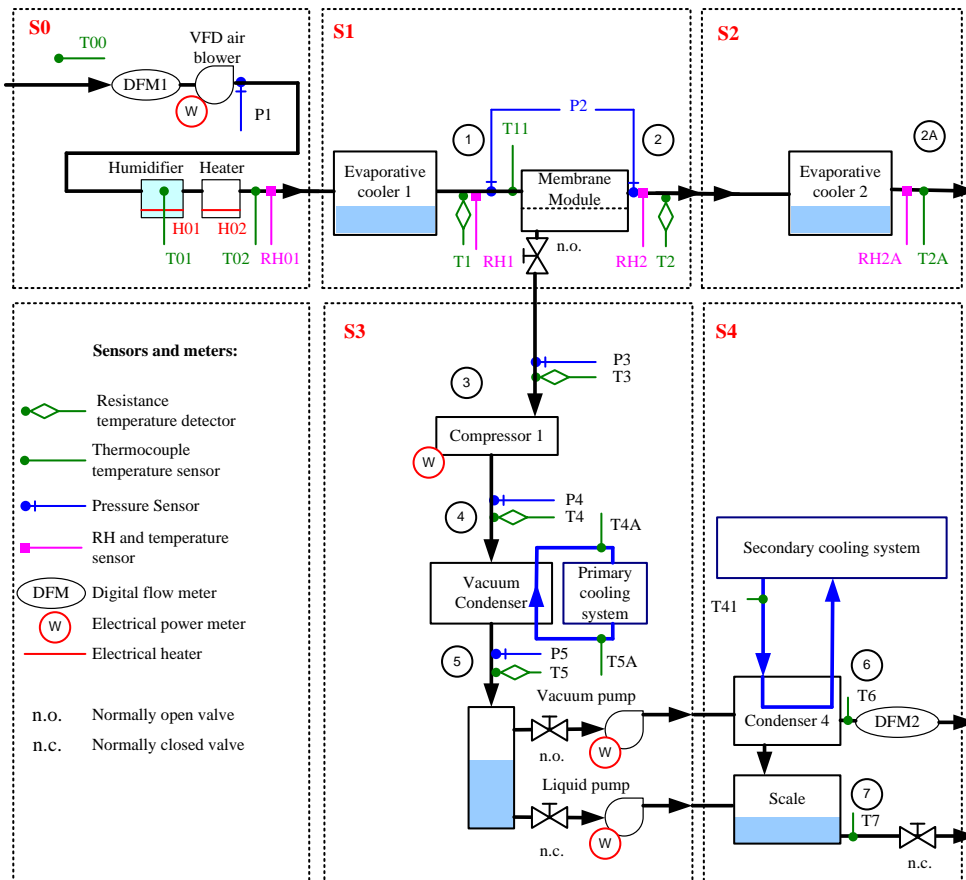 S0
T00
VFD air
blower
DFM1
W
P1
Humidifier
Heater
H01
H02
T01
T02
RH01
S1
1
P2
2
T11
Evaporative
cooler 1
Membrane
Module
T1
RH1
n.o.
RH2
T2
S2
2A
Evaporative
cooler 2
RH2A
T2A
Sensors and meters:
Resistance
temperature detector
Thermocouple
temperature sensor
Pressure Sensor
RH and temperature
sensor
DFM
Digital flow meter
W
Electrical power meter
Electrical heater
n.o.
Normally open valve
n.c.
Normally closed valve
S3
P3
T3
3
Compressor 1
W
P4
T4
4
T4A
Vacuum
Condenser
Primary
cooling
system
5
P5
T5
T5A
Vacuum pump
W
n.o.
Liquid pump
W
n.c.
S4
Secondary cooling system
T41
6
T6
Condenser 4
DFM2
Scale
7
T7
n.c.